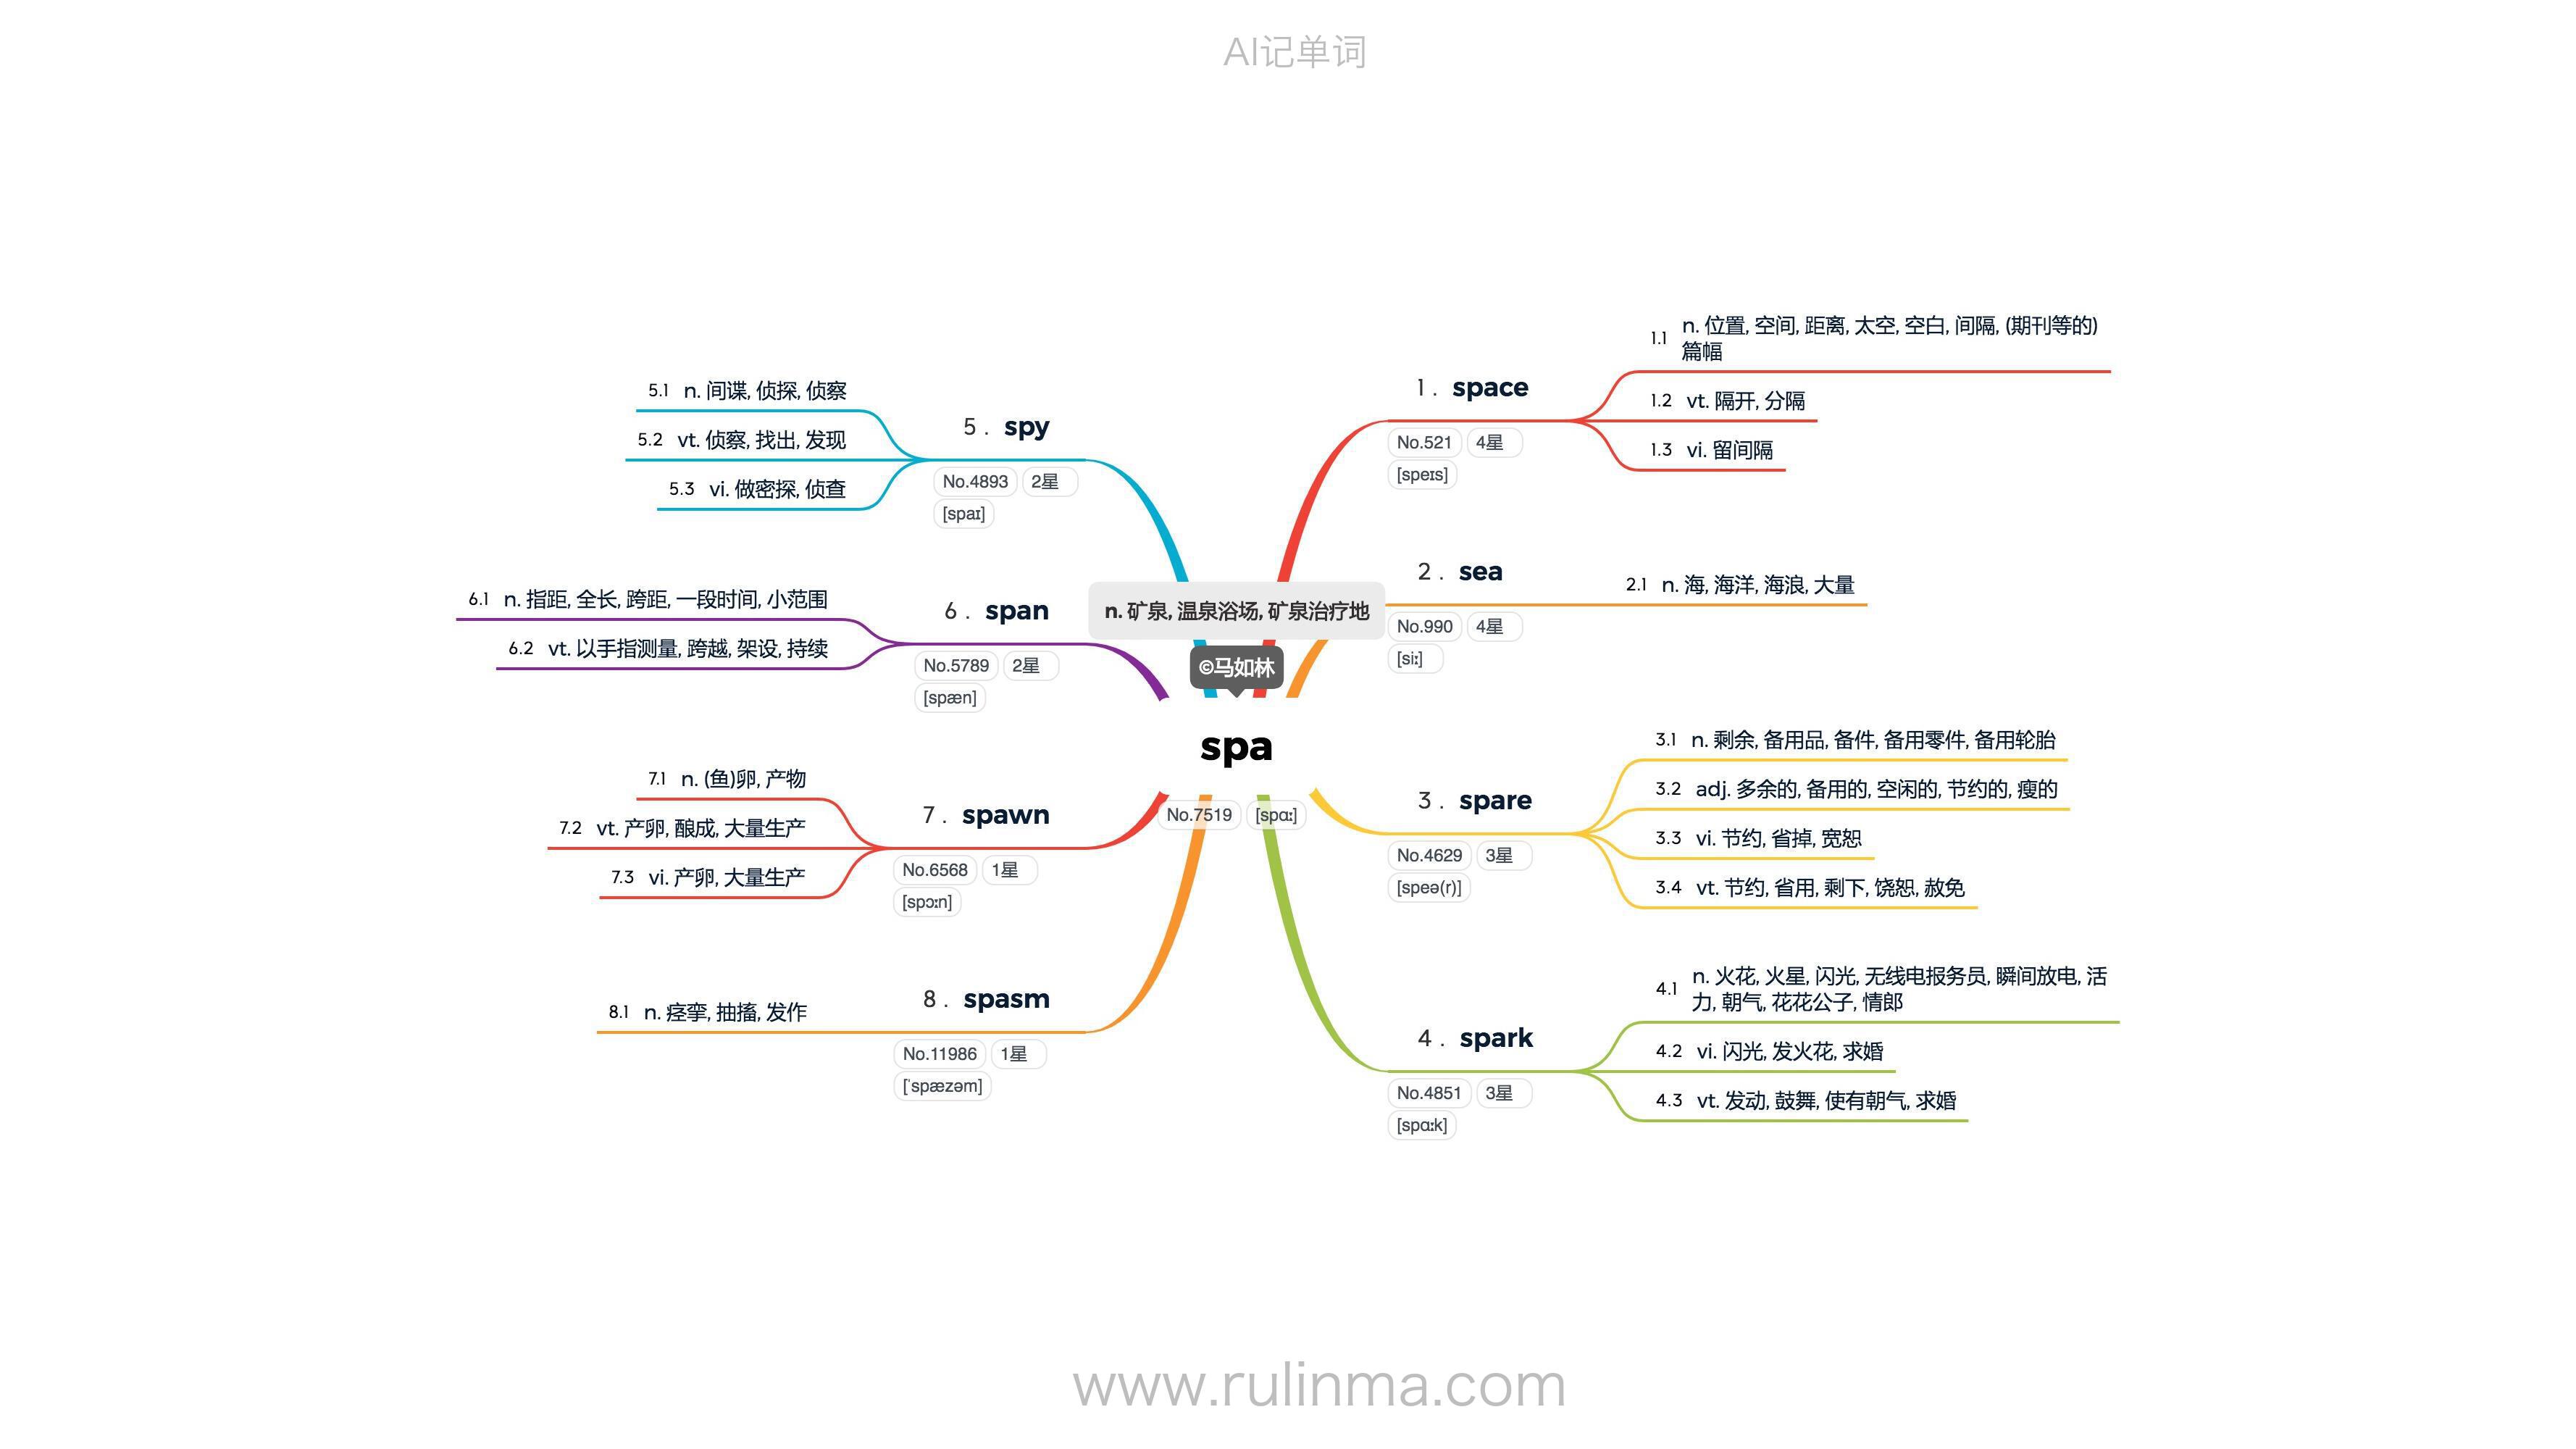 AI记单词
n. 矿泉, 温泉浴场, 矿泉治疗地
©马如林
spa
No.7519 [spɑː]
1 . space
No.521 4星
[speɪs]
1.1 n. 位置, 空间, 距离, 太空, 空白, 间隔, (期刊等的)
篇幅
1.2 vt. 隔开, 分隔
1.3 vi. 留间隔
2 . sea
No.990 4星
[siː]
2.1 n. 海, 海洋, 海浪, 大量
3 . spare
No.4629 3星
[speə(r)]
3.1 n. 剩余, 备用品, 备件, 备用零件, 备用轮胎
3.2 adj. 多余的, 备用的, 空闲的, 节约的, 瘦的
3.3 vi. 节约, 省掉, 宽恕
3.4 vt. 节约, 省用, 剩下, 饶恕, 赦免
4 . spark
No.4851 3星
[spɑːk]
4.1 n. 火花, 火星, 闪光, 无线电报务员, 瞬间放电, 活
力, 朝气, 花花公子, 情郎
4.2 vi. 闪光, 发火花, 求婚
4.3 vt. 发动, 鼓舞, 使有朝气, 求婚
5 . spy
No.4893 2星
[spaɪ]
5.1 n. 间谍, 侦探, 侦察
5.2 vt. 侦察, 找出, 发现
5.3 vi. 做密探, 侦查
6 . span
No.5789 2星
[spæn]
6.1 n. 指距, 全长, 跨距, 一段时间, 小范围
6.2 vt. 以手指测量, 跨越, 架设, 持续
7 . spawn
No.6568 1星
[spɔːn]
7.1 n. (鱼)卵, 产物
7.2 vt. 产卵, 酿成, 大量生产
7.3 vi. 产卵, 大量生产
8 . spasm
No.11986 1星
[ˈspæzəm]
8.1 n. 痉挛, 抽搐, 发作
www.rulinma.com